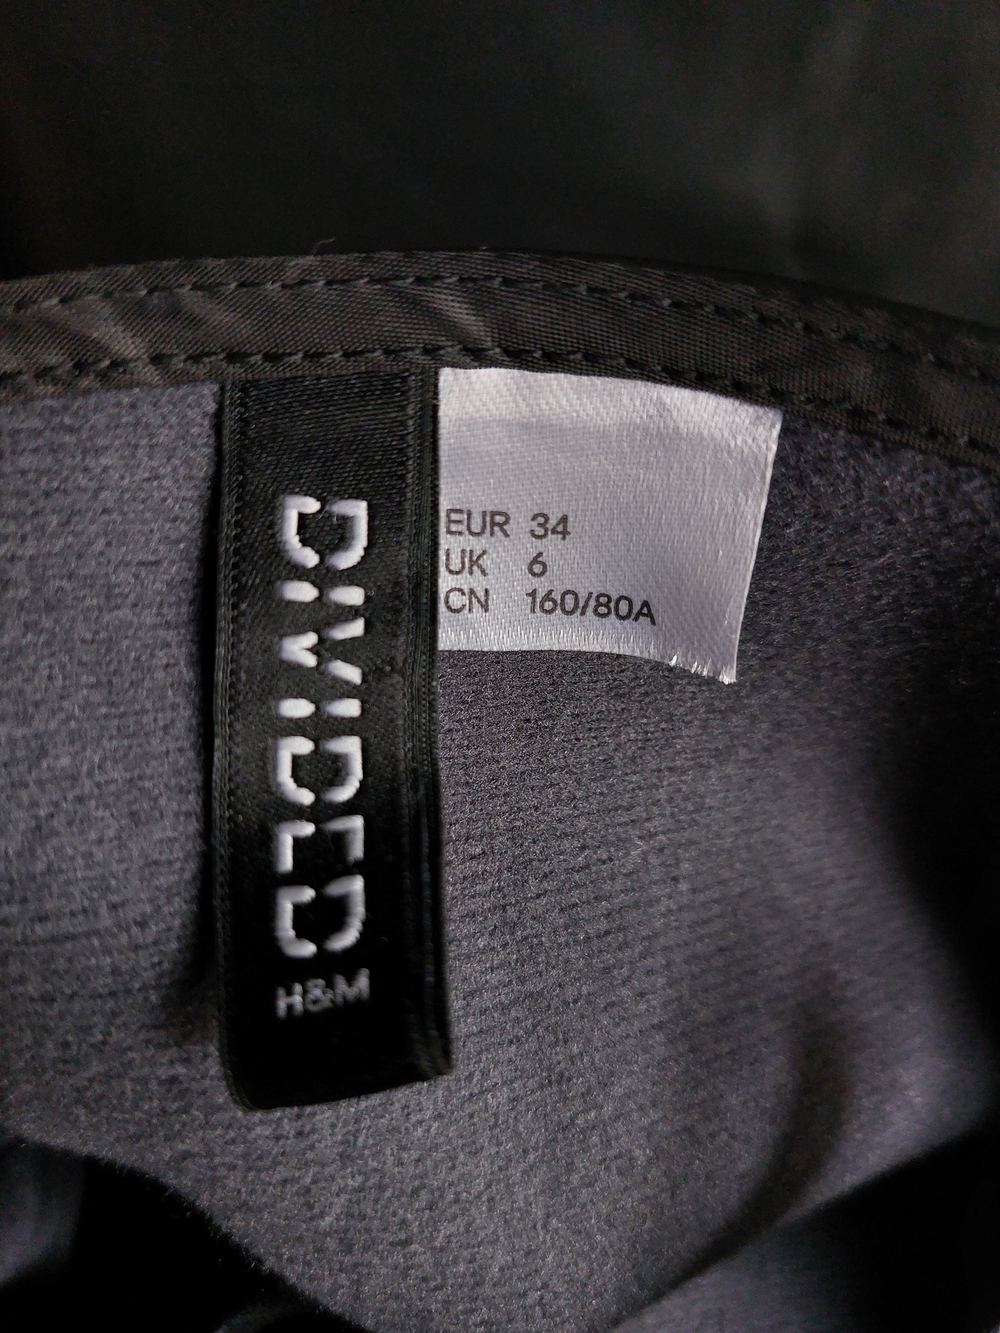 DIVIDED
H&M
EUR 34
UK 6
CN 160/80A